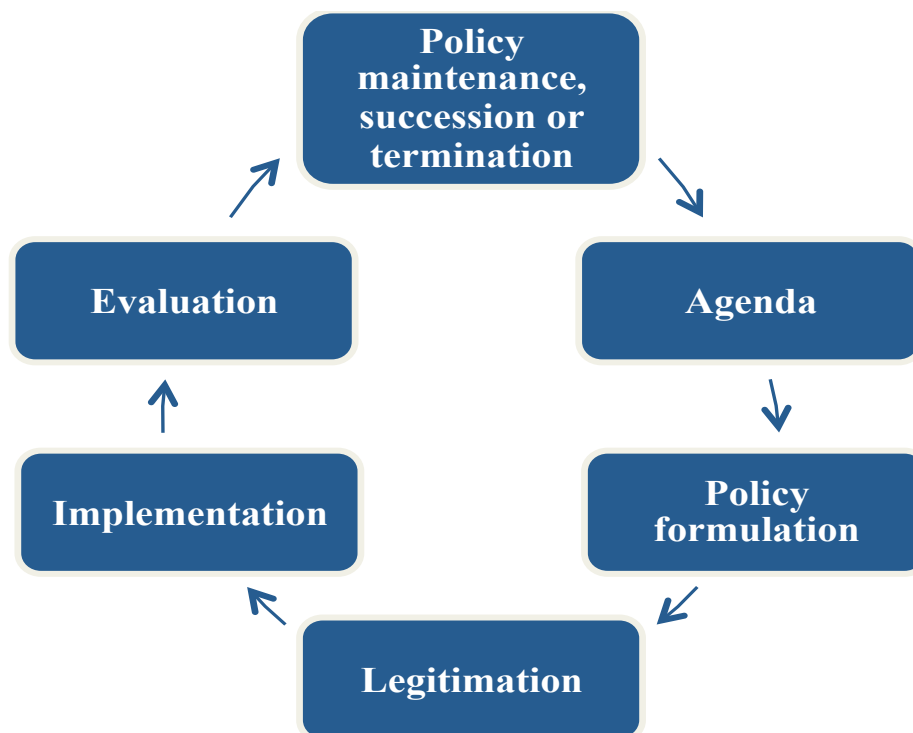 Policy
maintenance,
succession or
termination
Evaluation
Agenda
Implementation
Policy
formulation
Legitimation